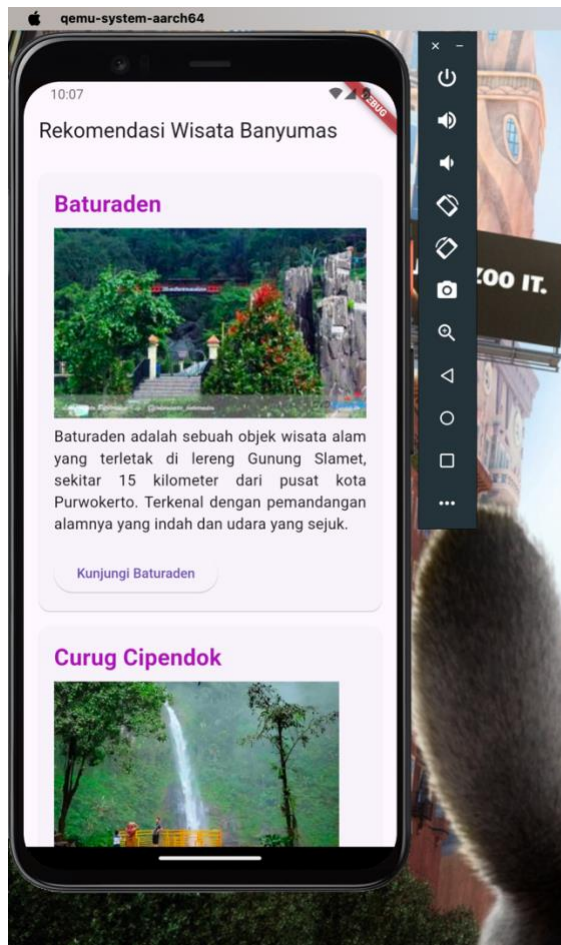 qemu-system-aarch64
10:07
DEBUG
Rekomendasi Wisata Banyumas
Baturaden
Baturaden adalah sebuah objek wisata alam
yang terletak di lereng Gunung Slamet,
sekitar 15 kilometer dari pusat kota
Purwokerto. Terkenal dengan pemandangan
alamnya yang indah dan udara yang sejuk.
Kunjungi Baturaden
Curug Cipendok
ZOO IT.